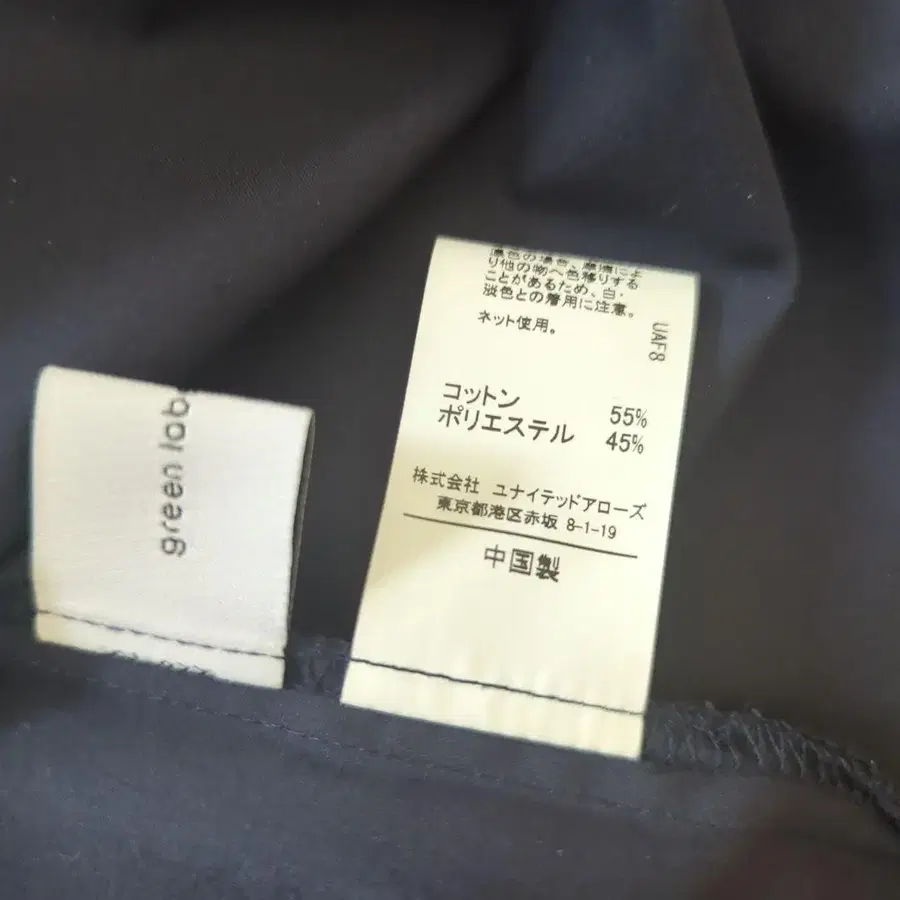 green lab
濃色の場合、摩擦によ
り他の物へ色移りする
ことがあるため、白・
淡色との着用に注意。
ネット使用。
UAF8
コットン 55%
ポリエステル 45%
株式会社 ユナイテッドアローズ
東京都港区赤坂 8-1-19
中国製